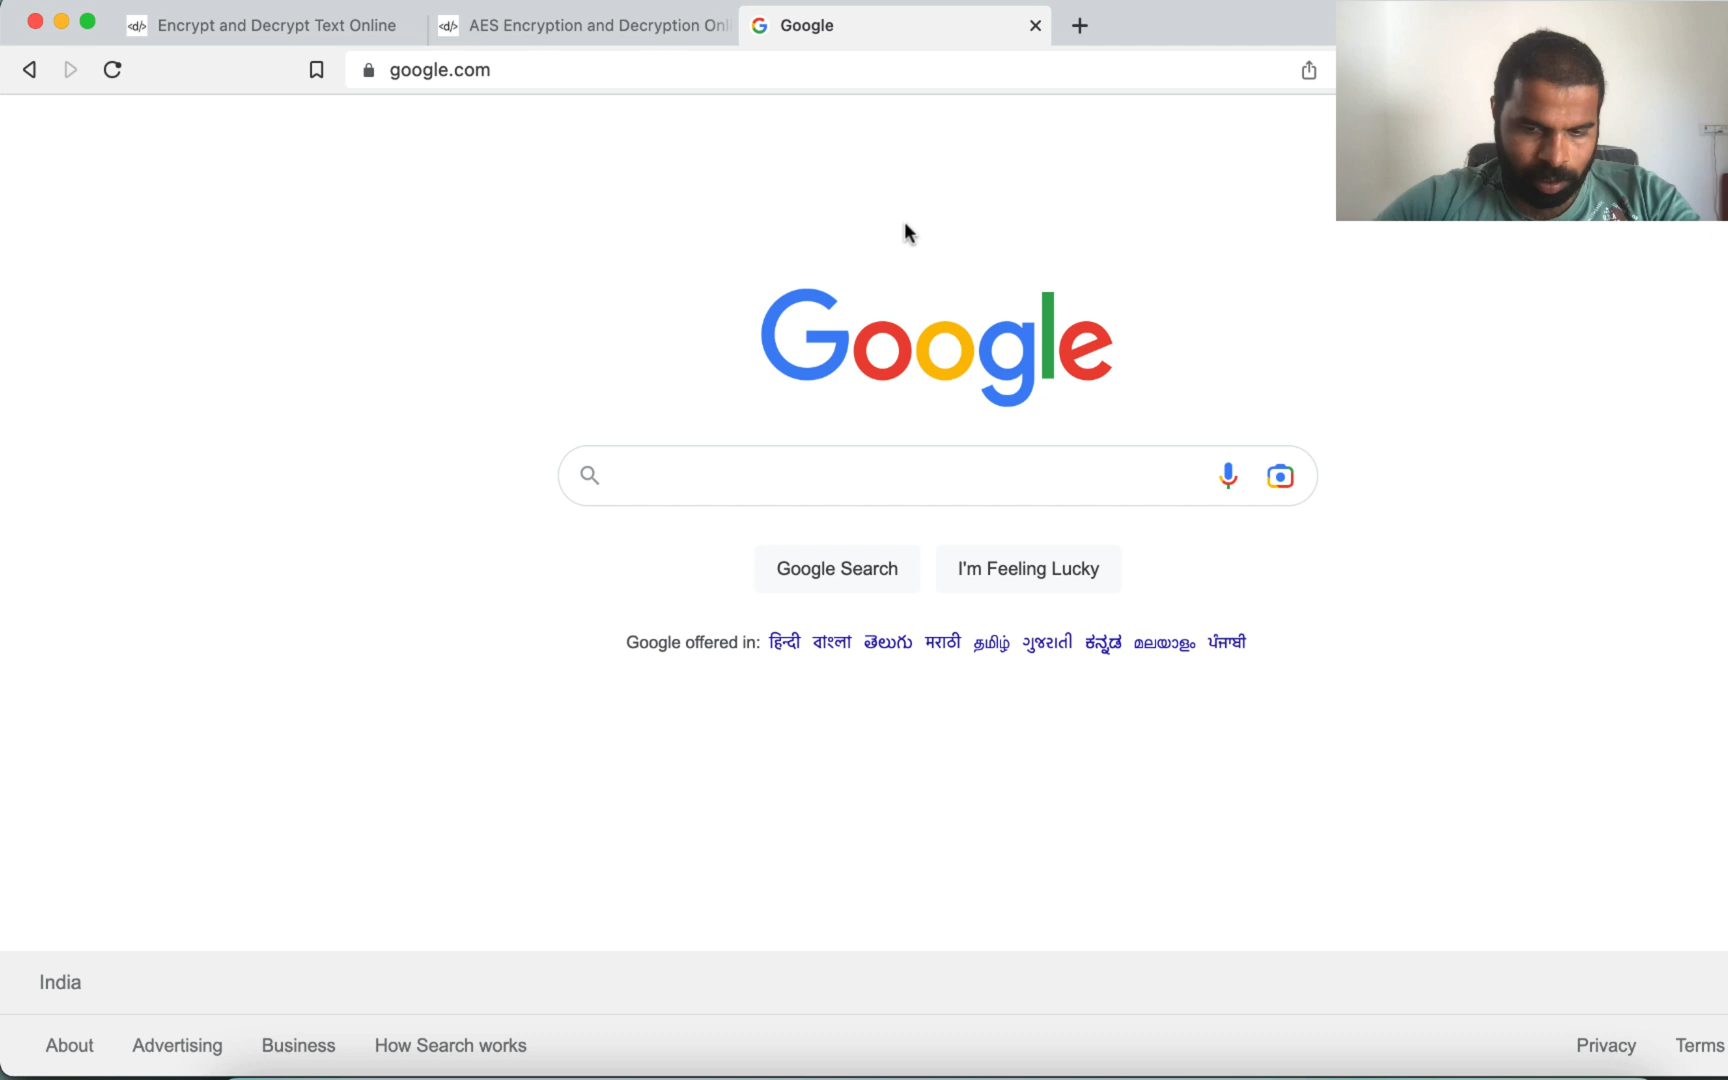 Encrypt and Decrypt Text Online
AES Encryption and Decryption Onli
Google
google.com
Google
Google Search
I'm Feeling Lucky
Google offered in: हिन्दी বাংলা తెలుగు मराठी தமிழ் ગુજરાતી ಕನ್ನಡ മലയാളം ਪੰਜਾਬੀ
India
About Advertising Business How Search works Privacy Terms